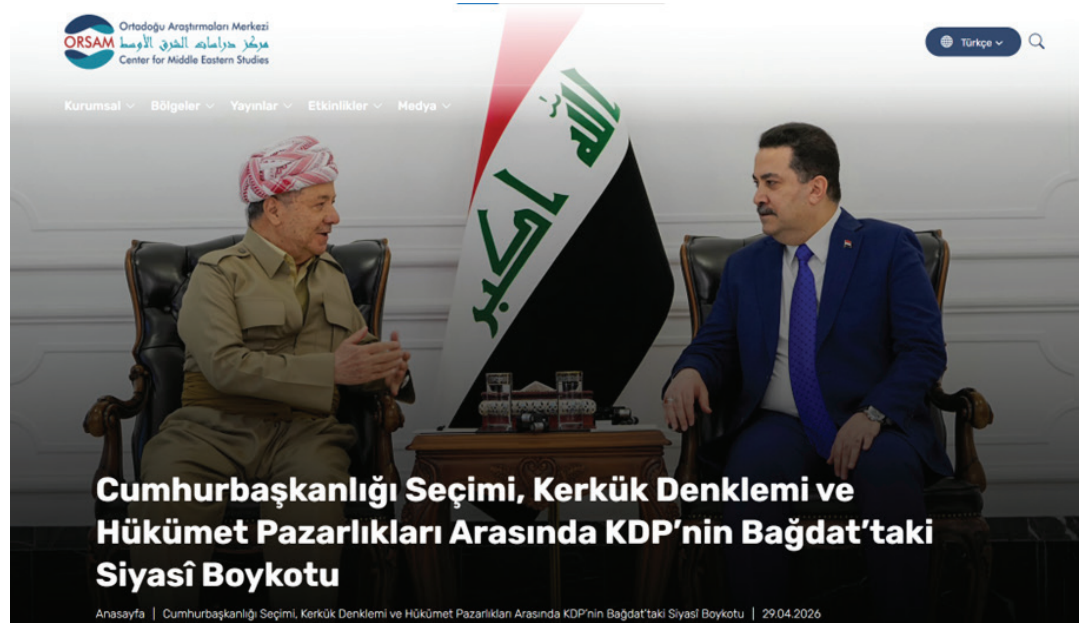 Ortadoğu Araştırmaları Merkezi
ORSAM
مركز دراسات الشرق الأوسط
Center for Middle Eastern Studies
Türkçe
Kurumsal
Bölgeler
Yayınlar
Etkinlikler
Medya
الله
اكبر
Cumhurbaşkanlığı Seçimi, Kerkük Denklemi ve
Hükümet Pazarlıkları Arasında KDP’nin Bağdat’taki
Siyasî Boykotu
Anasayfa | Cumhurbaşkanlığı Seçimi, Kerkük Denklemi ve Hükümet Pazarlıkları Arasında KDP’nin Bağdat’taki Siyasî Boykotu | 29.04.2026